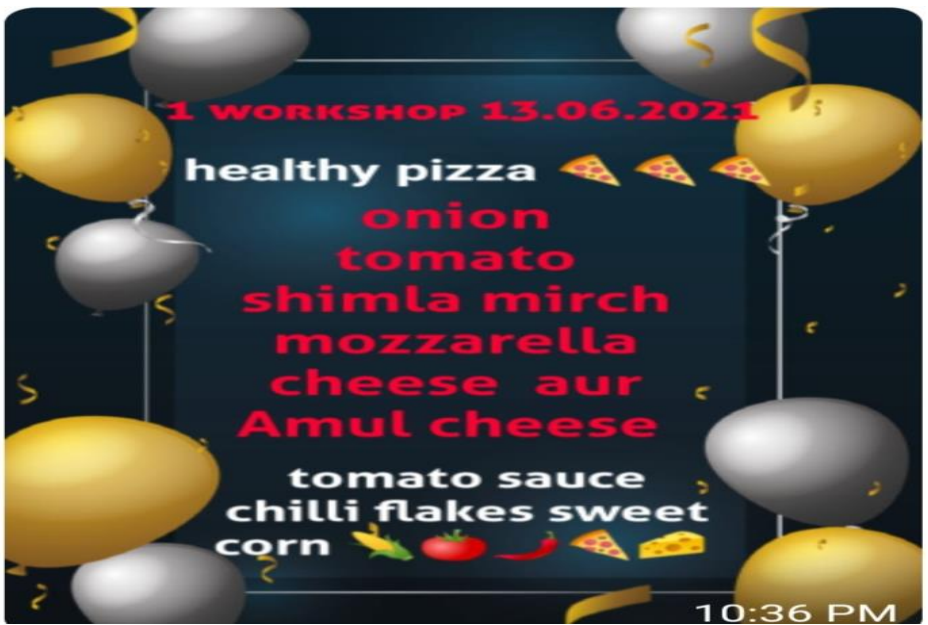 1 WORKSHOP 13.06.2021
healthy pizza 🍕 🍕 🍕
onion
tomato
shimla mirch
mozzarella
cheese aur
Amul cheese
tomato sauce
chilli flakes sweet
corn 🌽🍅🌶️🍕🧀
10:36 PM